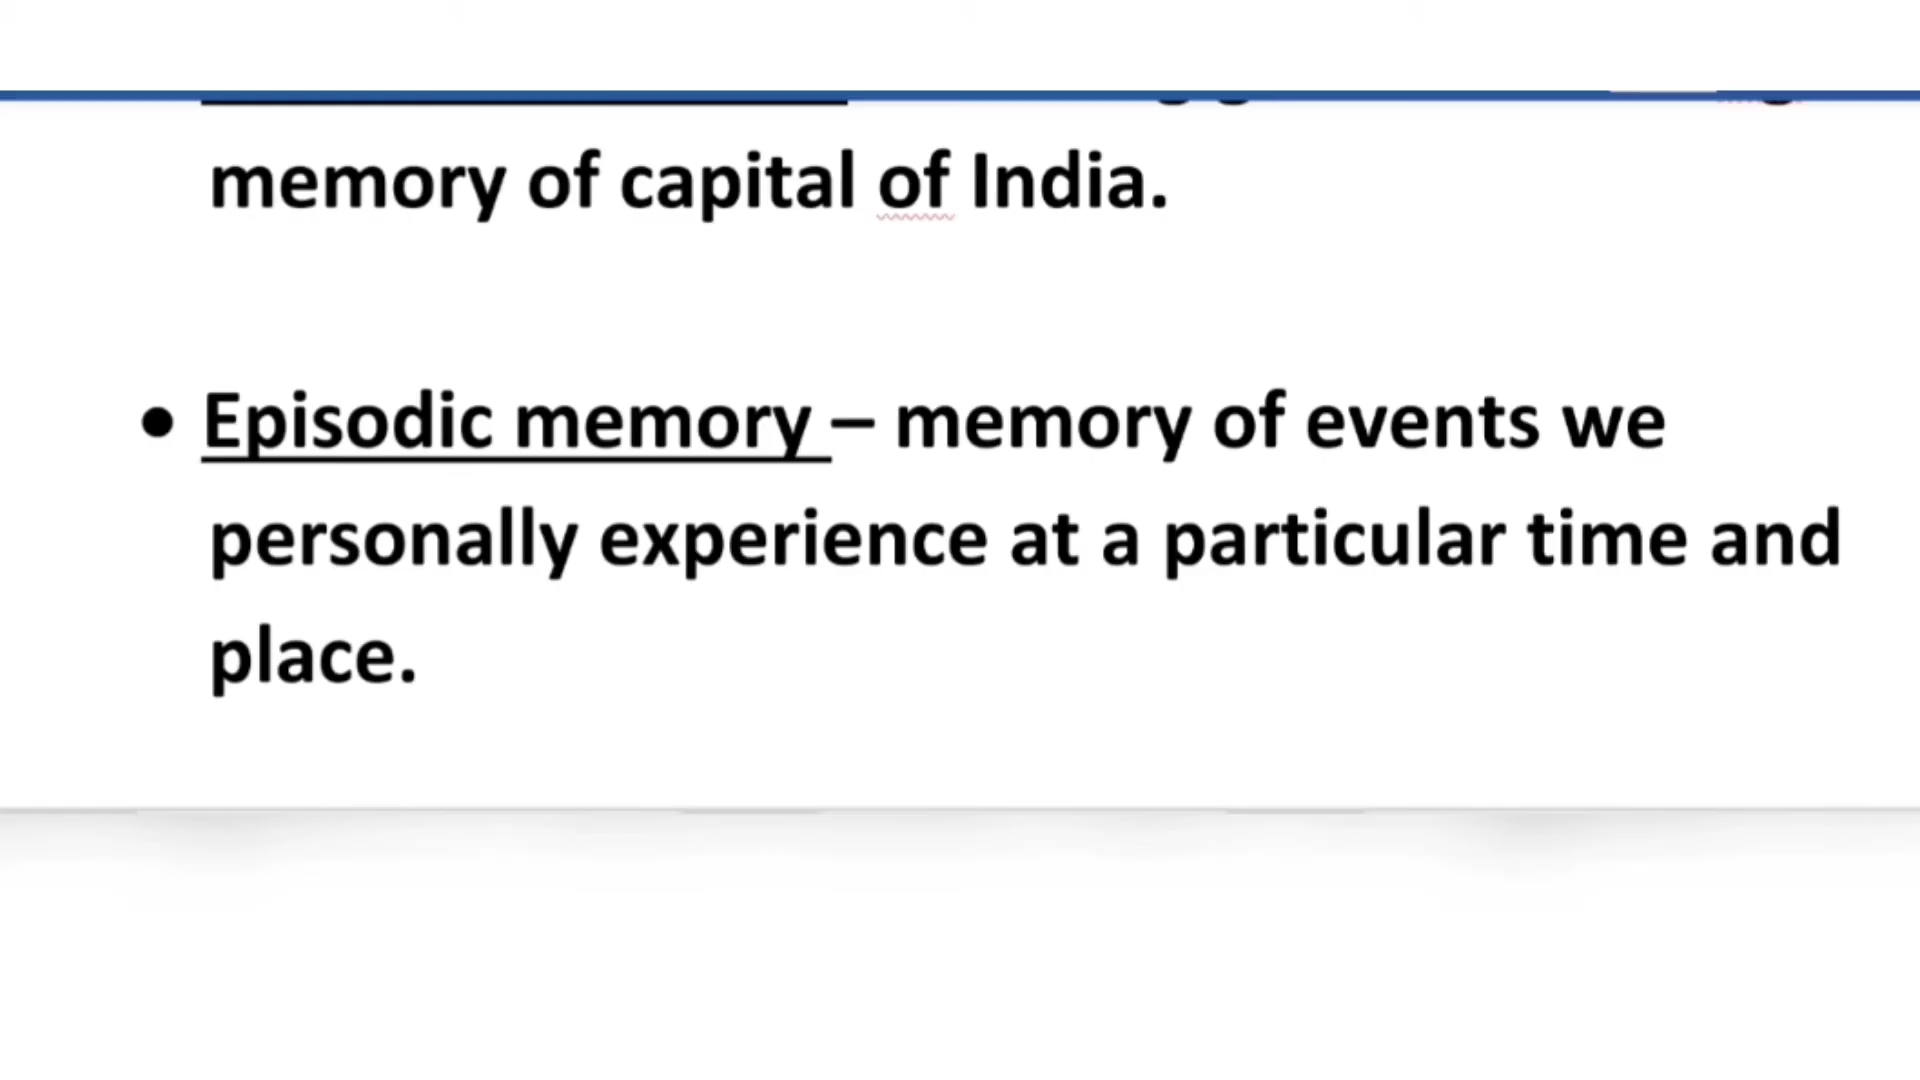 memory of capital of India.
• Episodic memory – memory of events we
personally experience at a particular time and
place.